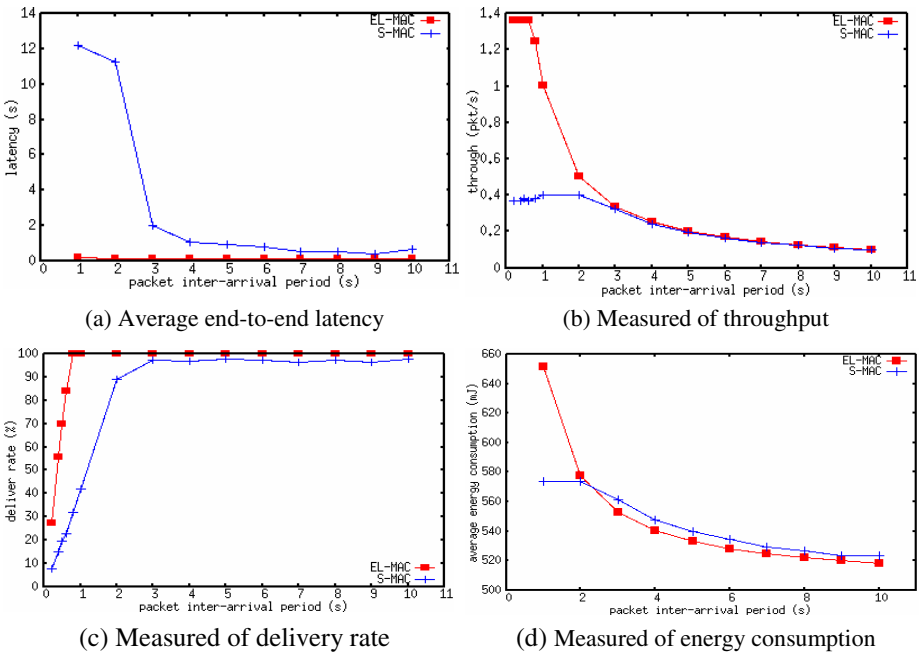 14
12
10
8
6
4
2
0
latency (s)
EL-MAC
S-MAC
0 1 2 3 4 5 6 7 8 9 10 11
packet inter-arrival period (s)
(a) Average end-to-end latency
1.4
1.2
1
0.8
0.6
0.4
0.2
0
through (pkt/s)
EL-MAC
S-MAC
0 1 2 3 4 5 6 7 8 9 10 11
packet inter-arrival period (s)
(b) Measured of throughput
100
90
80
70
60
50
40
30
20
10
0
deliver rate (%)
EL-MAC
S-MAC
0 1 2 3 4 5 6 7 8 9 10 11
packet inter-arrival period (s)
(c) Measured of delivery rate
660
640
620
600
580
560
540
520
500
average energy consumption (mJ)
EL-MAC
S-MAC
0 2 4 6 8 10
packet inter-arrival period (s)
(d) Measured of energy consumption